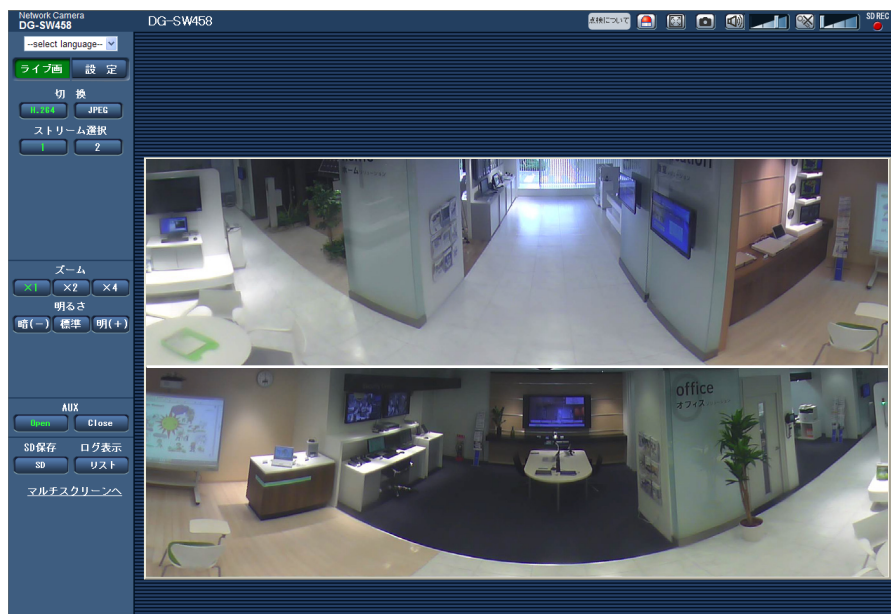 Network Camera
DG-SW458
DG-SW458
点検について
SD REC
--select language--
ライブ画 設 定
切 換
H.264 JPEG
ストリーム選択
1 2
ズーム
×1 ×2 ×4
明るさ
暗(-) 標準 明(+)
AUX
Open Close
SD保存 ログ表示
SD リスト
マルチスクリーンへ
office
オフィス